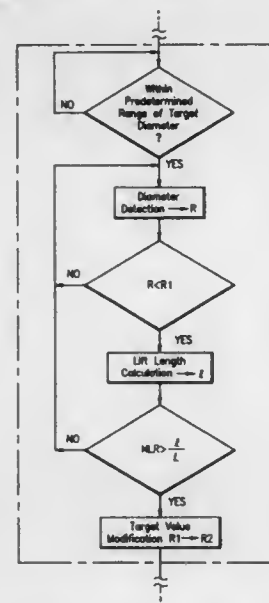 Within
Predetermined
Range of Target
Diameter
?
NO
YES
Diameter
Detection → R
R<R1
NO
YES
Lift Length
Calculation → ℓ
MLR> ℓ/L
NO
YES
Target Value
Modification R1 → R2